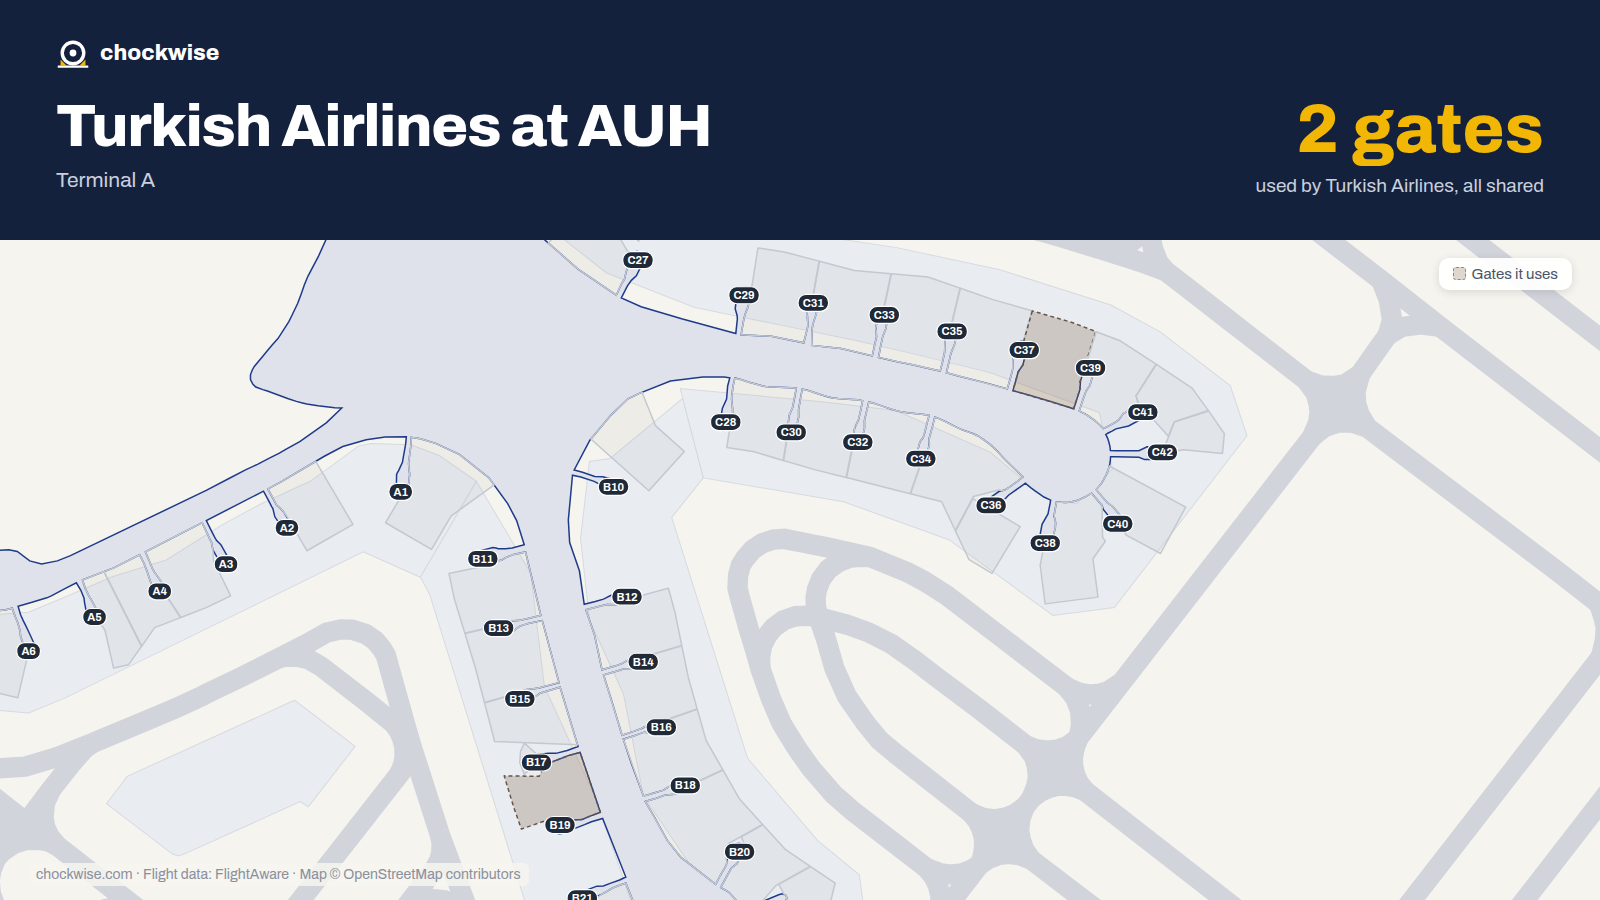 chockwise
Turkish Airlines at AUH
Terminal A
2 gates
used by Turkish Airlines, all shared
Gates it uses
C27
C29
C31
C33
C35
C37
C39
C41
C42
C28
C30
C32
C34
C36
C38
C40
A1
A2
A3
A4
A5
A6
B10
B11
B12
B13
B14
B15
B16
B17
B18
B19
B20
B21
chockwise.com · Flight data: FlightAware · Map © OpenStreetMap contributors